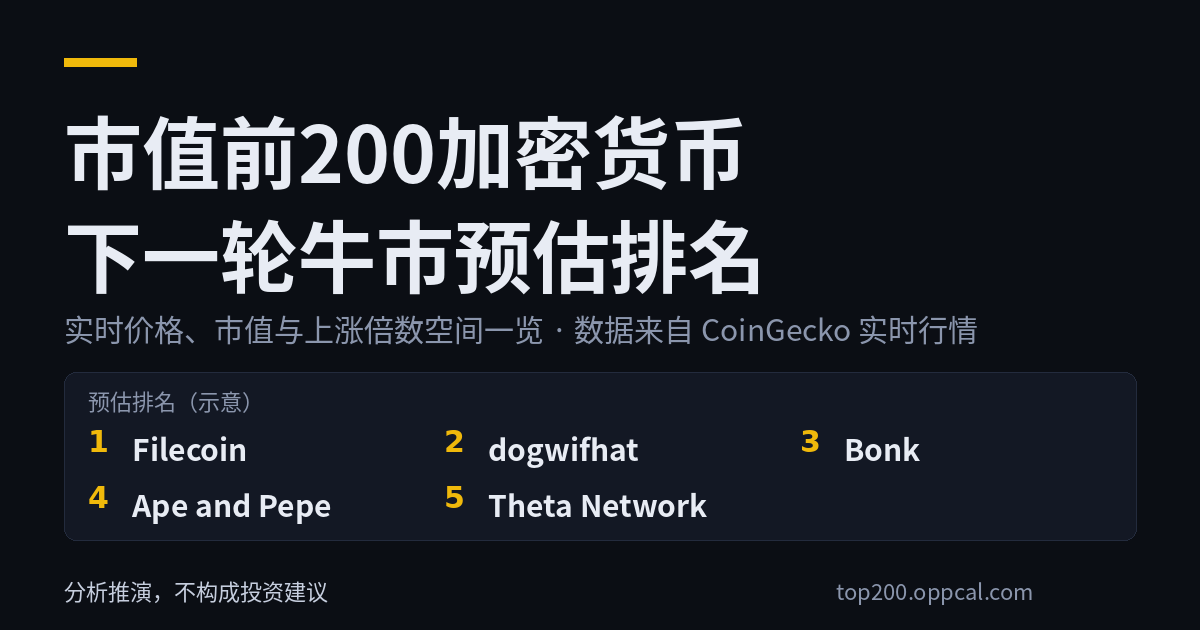 市值前200加密货币
下一轮牛市预估排名
实时价格、市值与上涨倍数空间一览 · 数据来自 CoinGecko 实时行情
预估排名（示意）
1 Filecoin 2 dogwifhat 3 Bonk
4 Ape and Pepe 5 Theta Network
分析推演，不构成投资建议 top200.oppcal.com